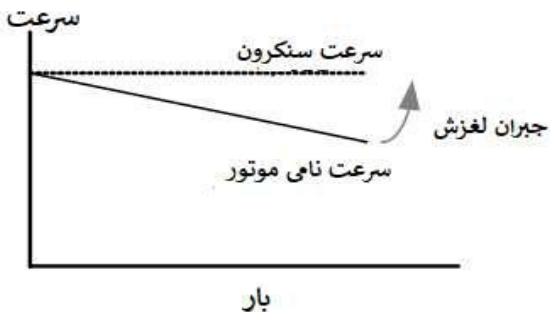 سرعت
سرعت سنکرون
جبران لغزش
سرعت نامی موتور
بار